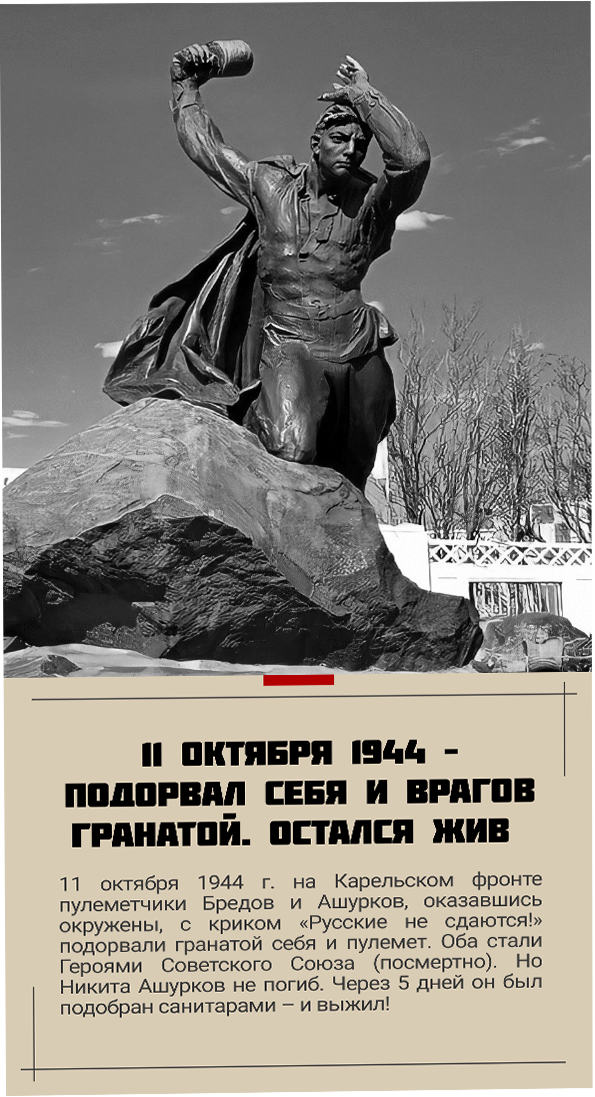 11 ОКТЯБРЯ 1944 -
ПОДОРВАЛ СЕБЯ И ВРАГОВ
ГРАНАТОЙ. ОСТАЛСЯ ЖИВ
11 октября 1944 г. на Карельском фронте
пулеметчики Бредов и Ашурков, оказавшись
окружены, с криком «Русские не сдаются!»
подорвали гранатой себя и пулемет. Оба стали
Героями Советского Союза (посмертно). Но
Никита Ашурков не погиб. Через 5 дней он был
подобран санитарами – и выжил!